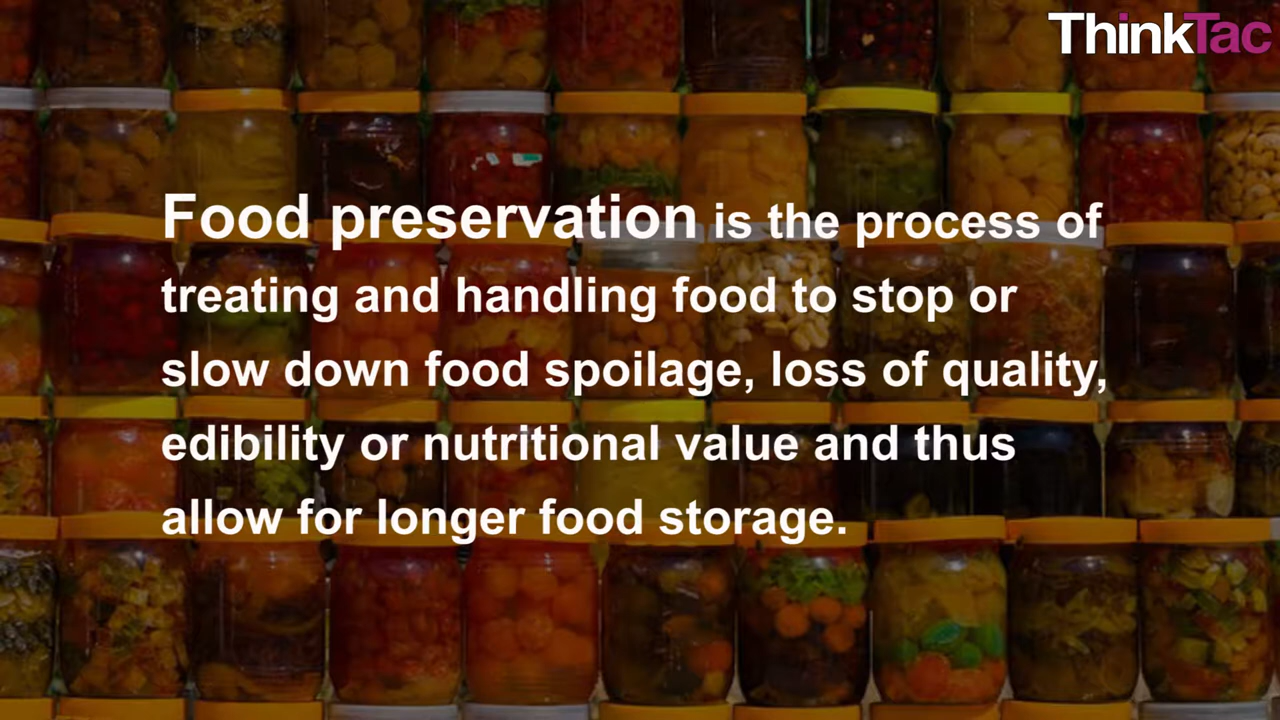 ThinkTac
Food preservation is the process of
treating and handling food to stop or
slow down food spoilage, loss of quality,
edibility or nutritional value and thus
allow for longer food storage.